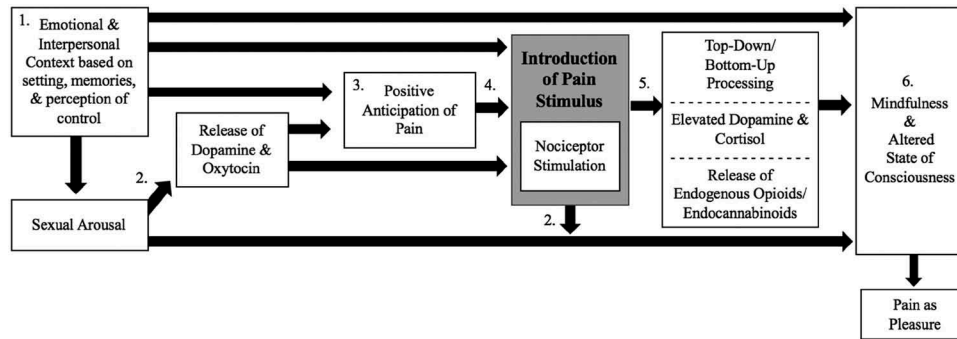 1. Emotional &
Interpersonal
Context based on
setting, memories,
& perception of
control
2.
Sexual Arousal
Release of
Dopamine &
Oxytocin
3. Positive
Anticipation of
Pain
4.
Introduction
of Pain
Stimulus
Nociceptor
Stimulation
2.
5.
Top-Down/
Bottom-Up
Processing
Elevated Dopamine &
Cortisol
Release of
Endogenous Opioids/
Endocannabinoids
6.
Mindfulness
&
Altered
State of
Consciousness
Pain as
Pleasure